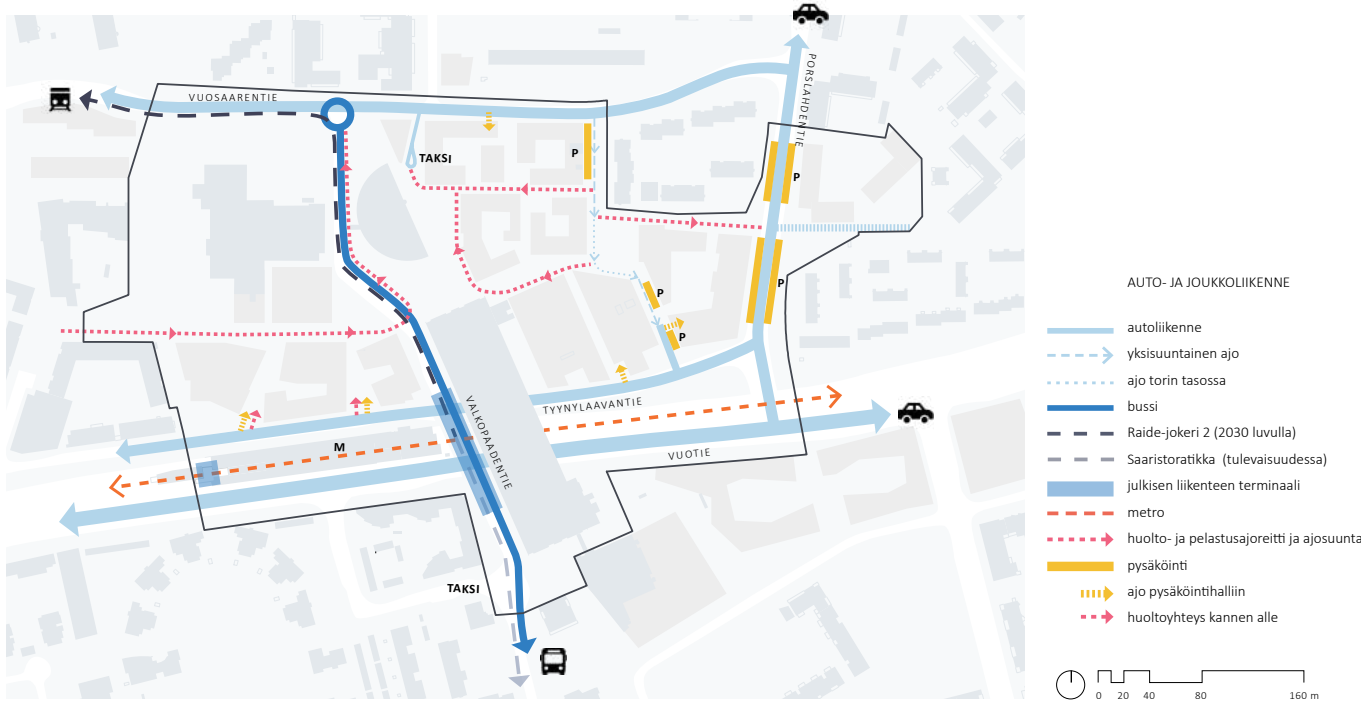 VUOSAARENTIE
PORSLAHDENTIE
TAKSI
P
P
P
P
P
TYYNYLAAVANTIE
VALKOPAADENTIE
M
VUOTIE
TAKSI
AUTO- JA JOUKKOLIIKENNE
autoliikenne
yksisuuntainen ajo
ajo torin tasossa
bussi
Raide-jokeri 2 (2030 luvulla)
Saaristoratikka (tulevaisuudessa)
julkisen liikenteen terminaali
metro
huolto- ja pelastusajoreitti ja ajosuunta
pysäköinti
ajo pysäköintihalliin
huoltoyhteys kannen alle
0 20 40 80 160 m